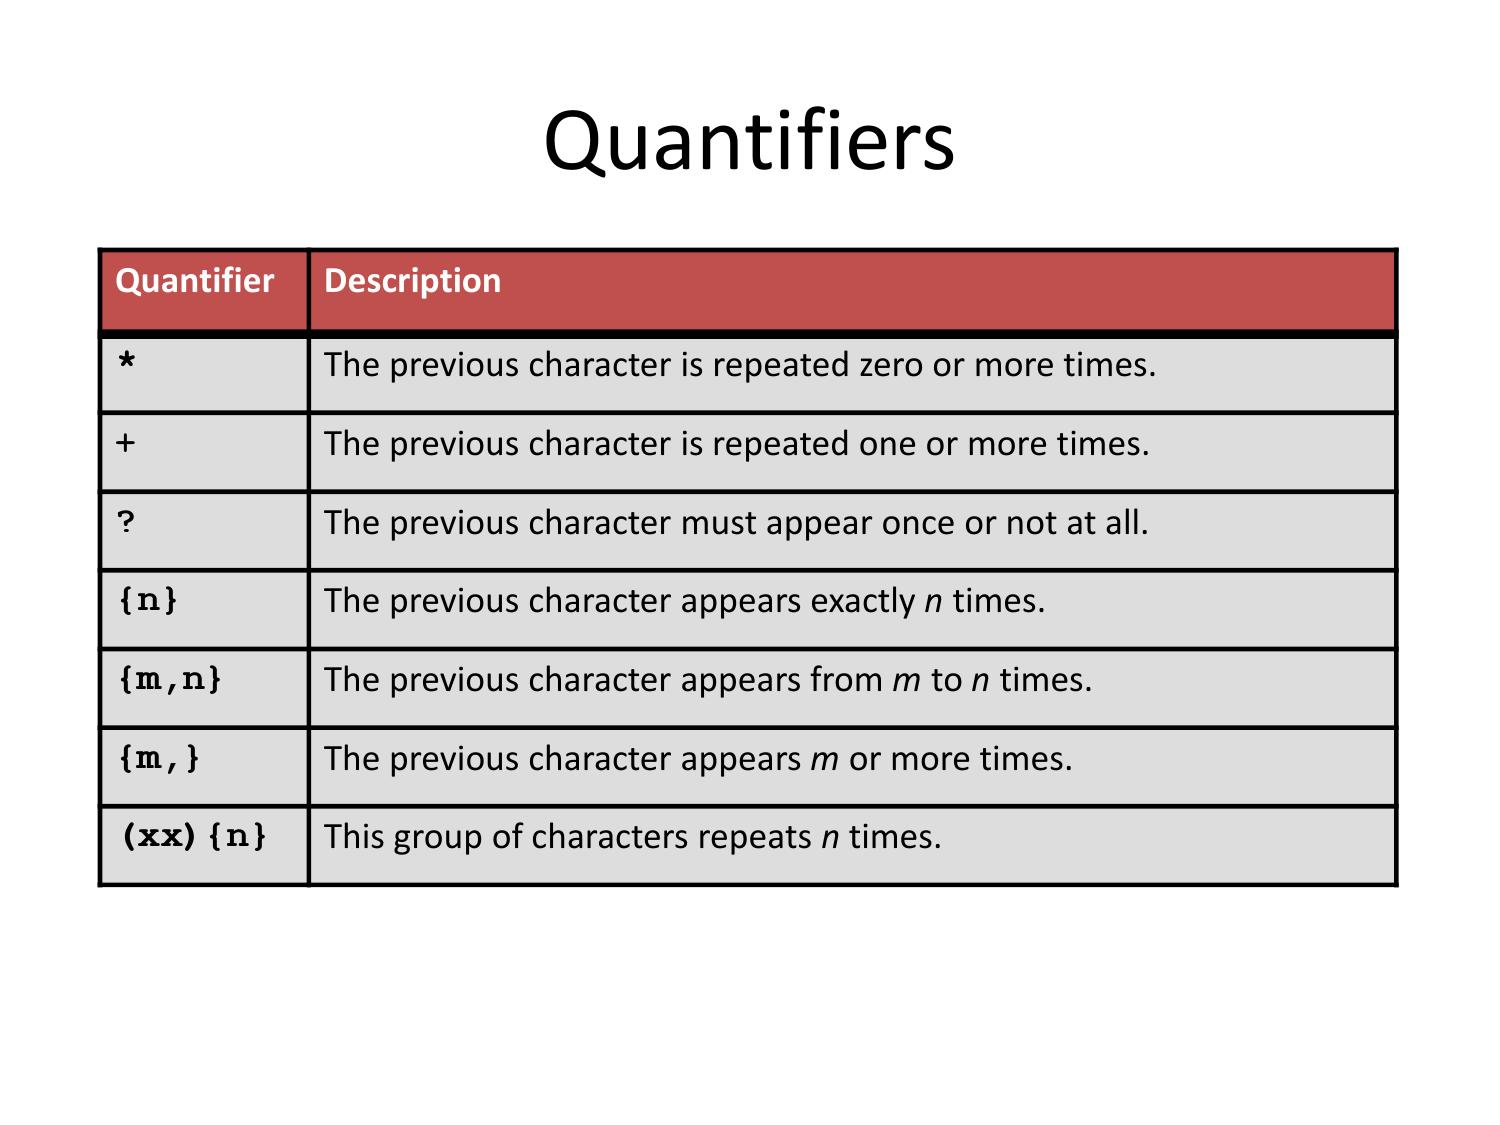 Quantifiers
Quantifier Description
* The previous character is repeated zero or more times.
+ The previous character is repeated one or more times.
? The previous character must appear once or not at all.
{n} The previous character appears exactly n times.
{m,n} The previous character appears from m to n times.
{m,} The previous character appears m or more times.
(xx){n} This group of characters repeats n times.